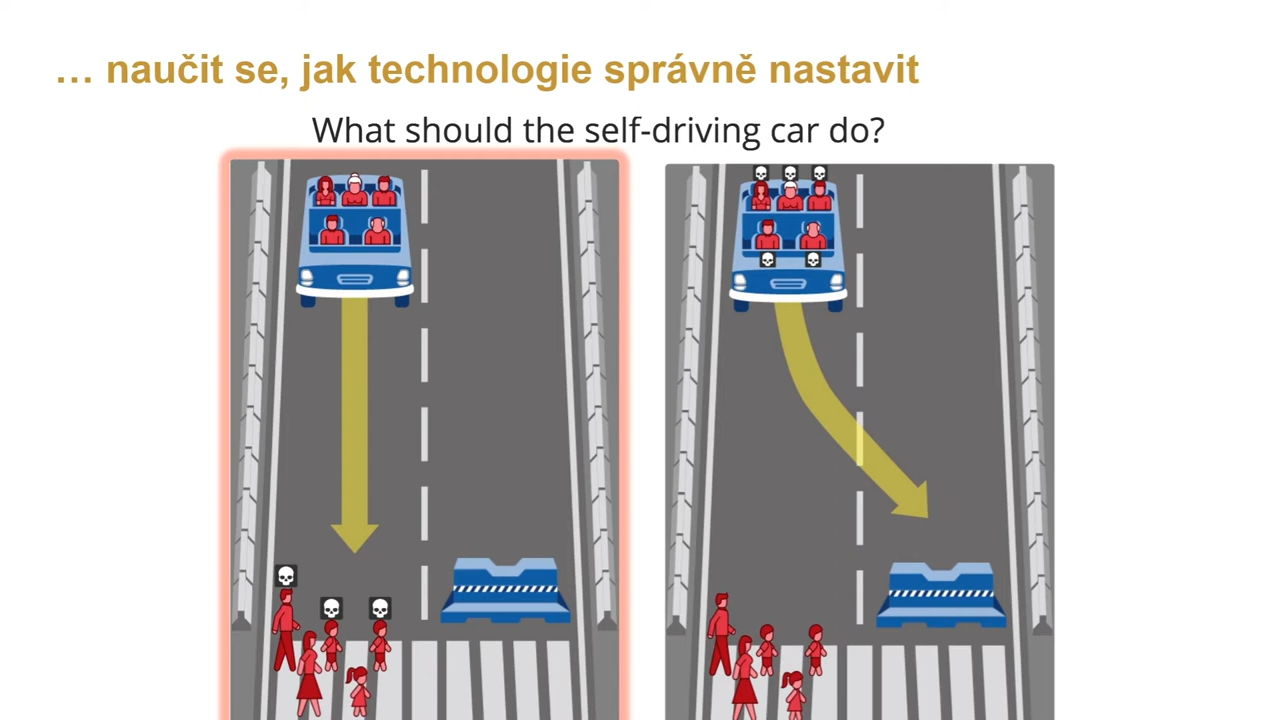 … naučit se, jak technologie správně nastavit
What should the self-driving car do?